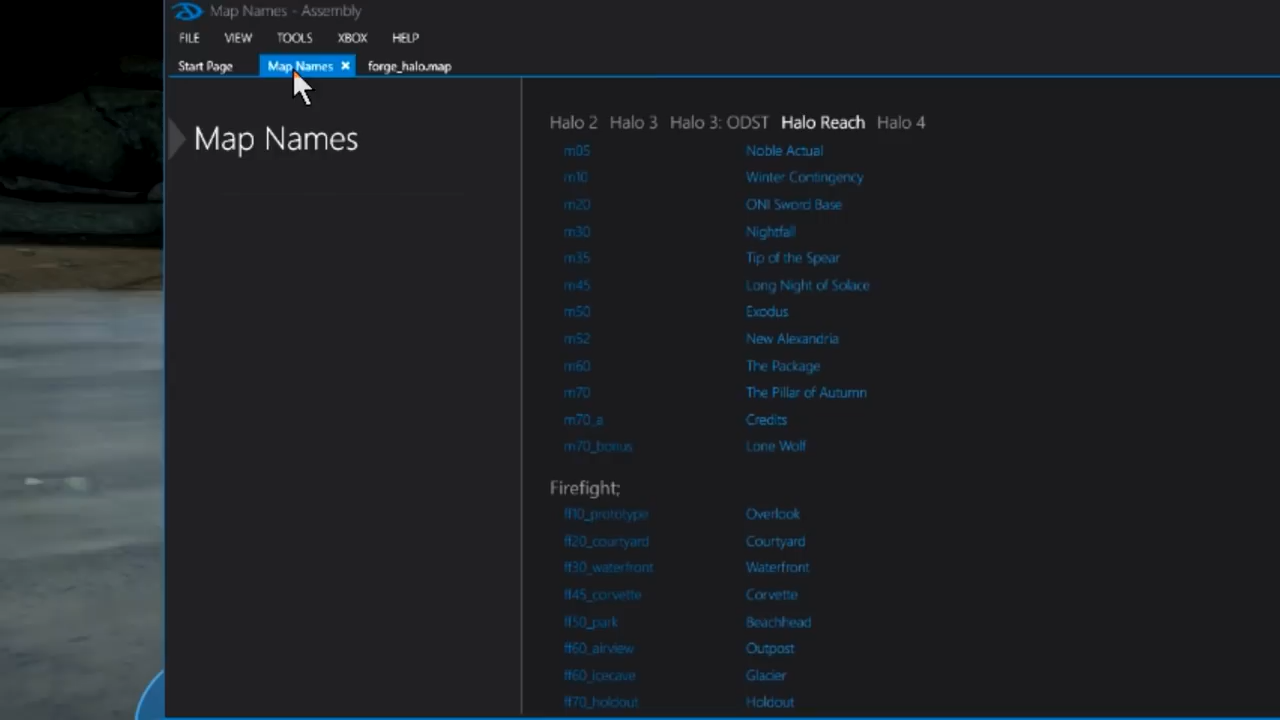 Map Names - Assembly
FILE VIEW TOOLS XBOX HELP
Start Page Map Names × forge_halo.map
Map Names
Halo 2 Halo 3 Halo 3: ODST Halo Reach Halo 4
m05 Noble Actual
m10 Winter Contingency
m20 ONI Sword Base
m30 Nightfall
m35 Tip of the Spear
m45 Long Night of Solace
m50 Exodus
m52 New Alexandria
m60 The Package
m70 The Pillar of Autumn
m70_a Credits
m70_bonus Lone Wolf
Firefight;
ff10_prototype Overlook
ff20_courtyard Courtyard
ff30_waterfront Waterfront
ff45_corvette Corvette
ff50_park Beachhead
ff60_airview Outpost
ff60_icecave Glacier
ff70_holdout Holdout